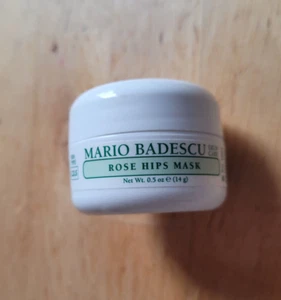 MARIO BADESCU
ROSE HIPS MASK
Net Wt. 0.5 oz ℮ (14 g)